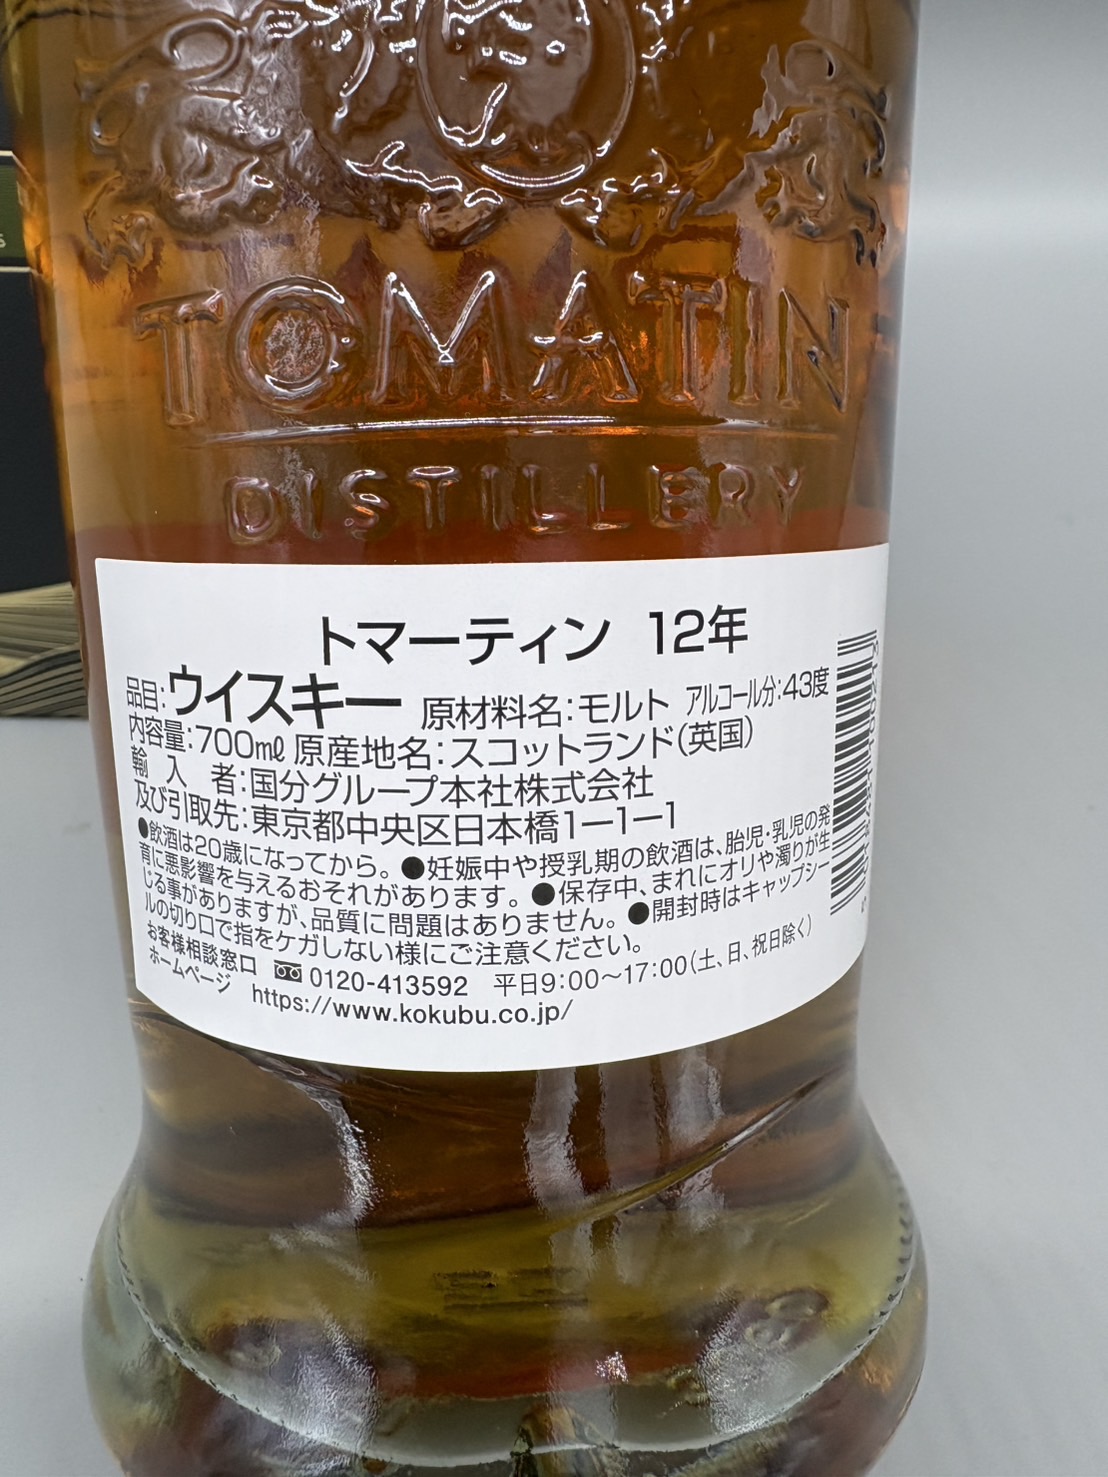 TOMATIN
DISTILLERY
トマーティン 12年
品目:ウイスキー 原材料名:モルト アルコール分:43度
内容量:700ml 原産地名:スコットランド(英国)
輸入者:国分グループ本社株式会社
及び引取先:東京都中央区日本橋1ー1ー1
●飲酒は20歳になってから。●妊娠中や授乳期の飲酒は、胎児・乳児の発
育に悪影響を与えるおそれがあります。●保存中、まれにオリや濁りが生
じる事がありますが、品質に問題はありません。●開封時はキャップシー
ルの切り口で指をケガしない様にご注意ください。
お客様相談窓口 0120-413592 平日9:00〜17:00(土、日、祝日除く)
ホームページ https://www.kokubu.co.jp/